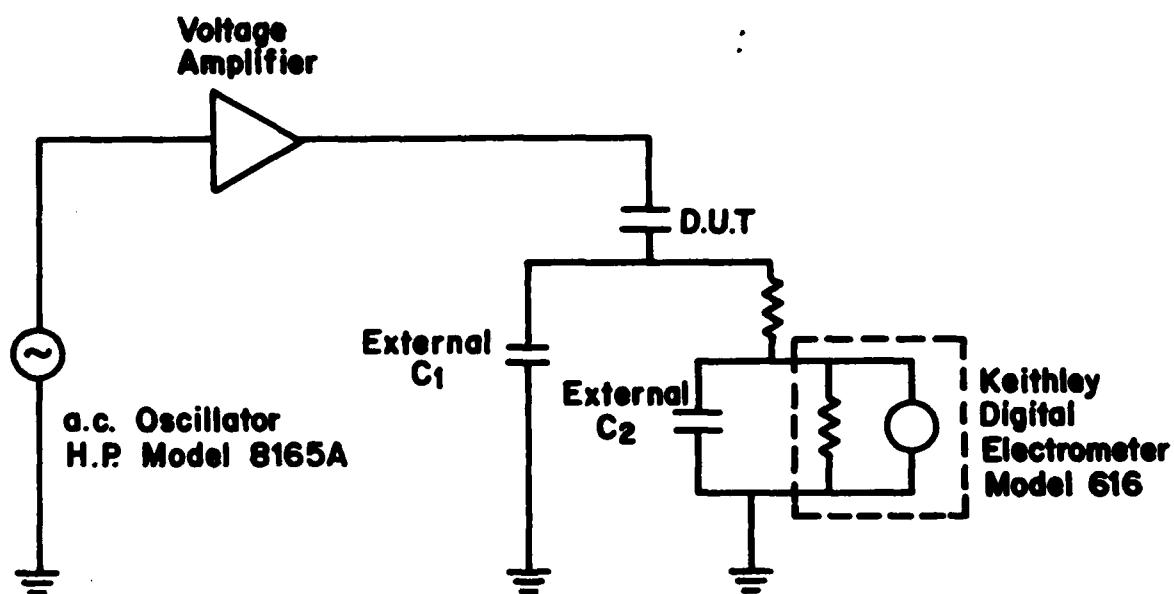 Voltage
Amplifier
D.U.T
External
C1
External
C2
a.c. Oscillator
H.P. Model 8165A
Keithley
Digital
Electrometer
Model 616